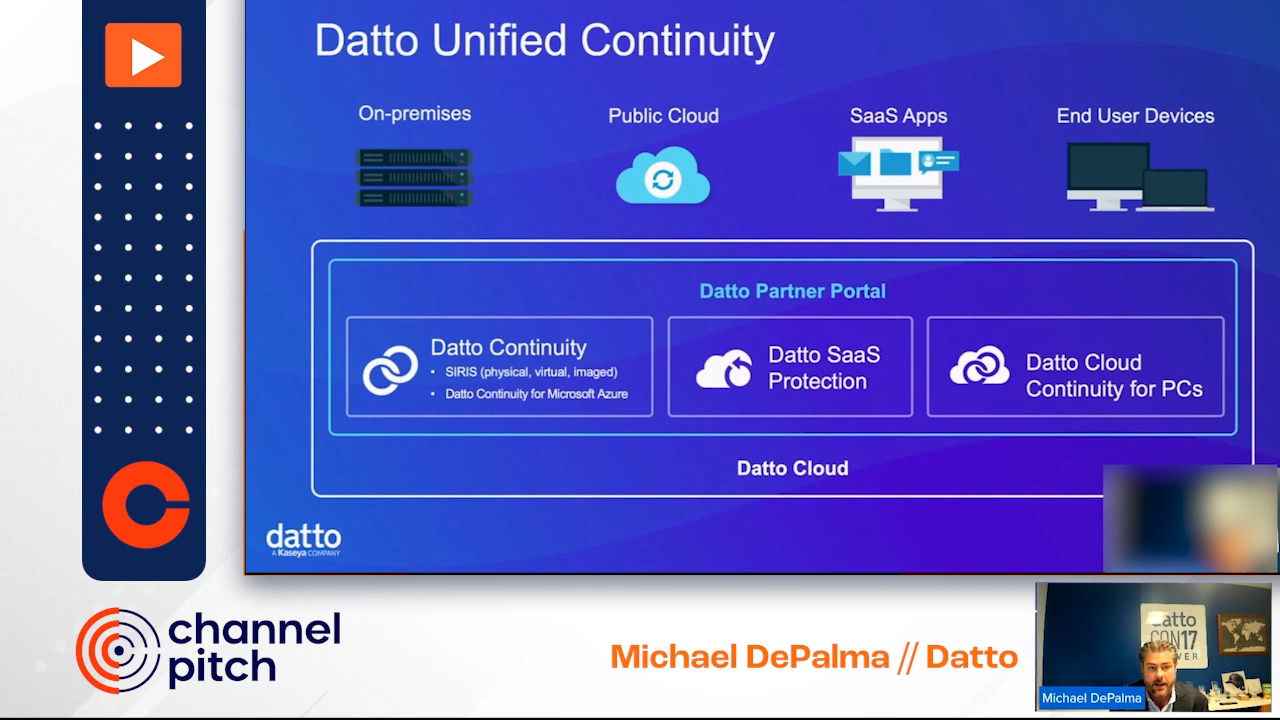 Datto Unified Continuity
On-premises
Public Cloud
SaaS Apps
End User Devices
Datto Partner Portal
Datto Continuity
• SIRIS (physical, virtual, imaged)
• Datto Continuity for Microsoft Azure
Datto SaaS
Protection
Datto Cloud
Continuity for PCs
Datto Cloud
datto
A Kaseya COMPANY
channel
pitch
Michael DePalma // Datto
datto
CON17
Michael DePalma